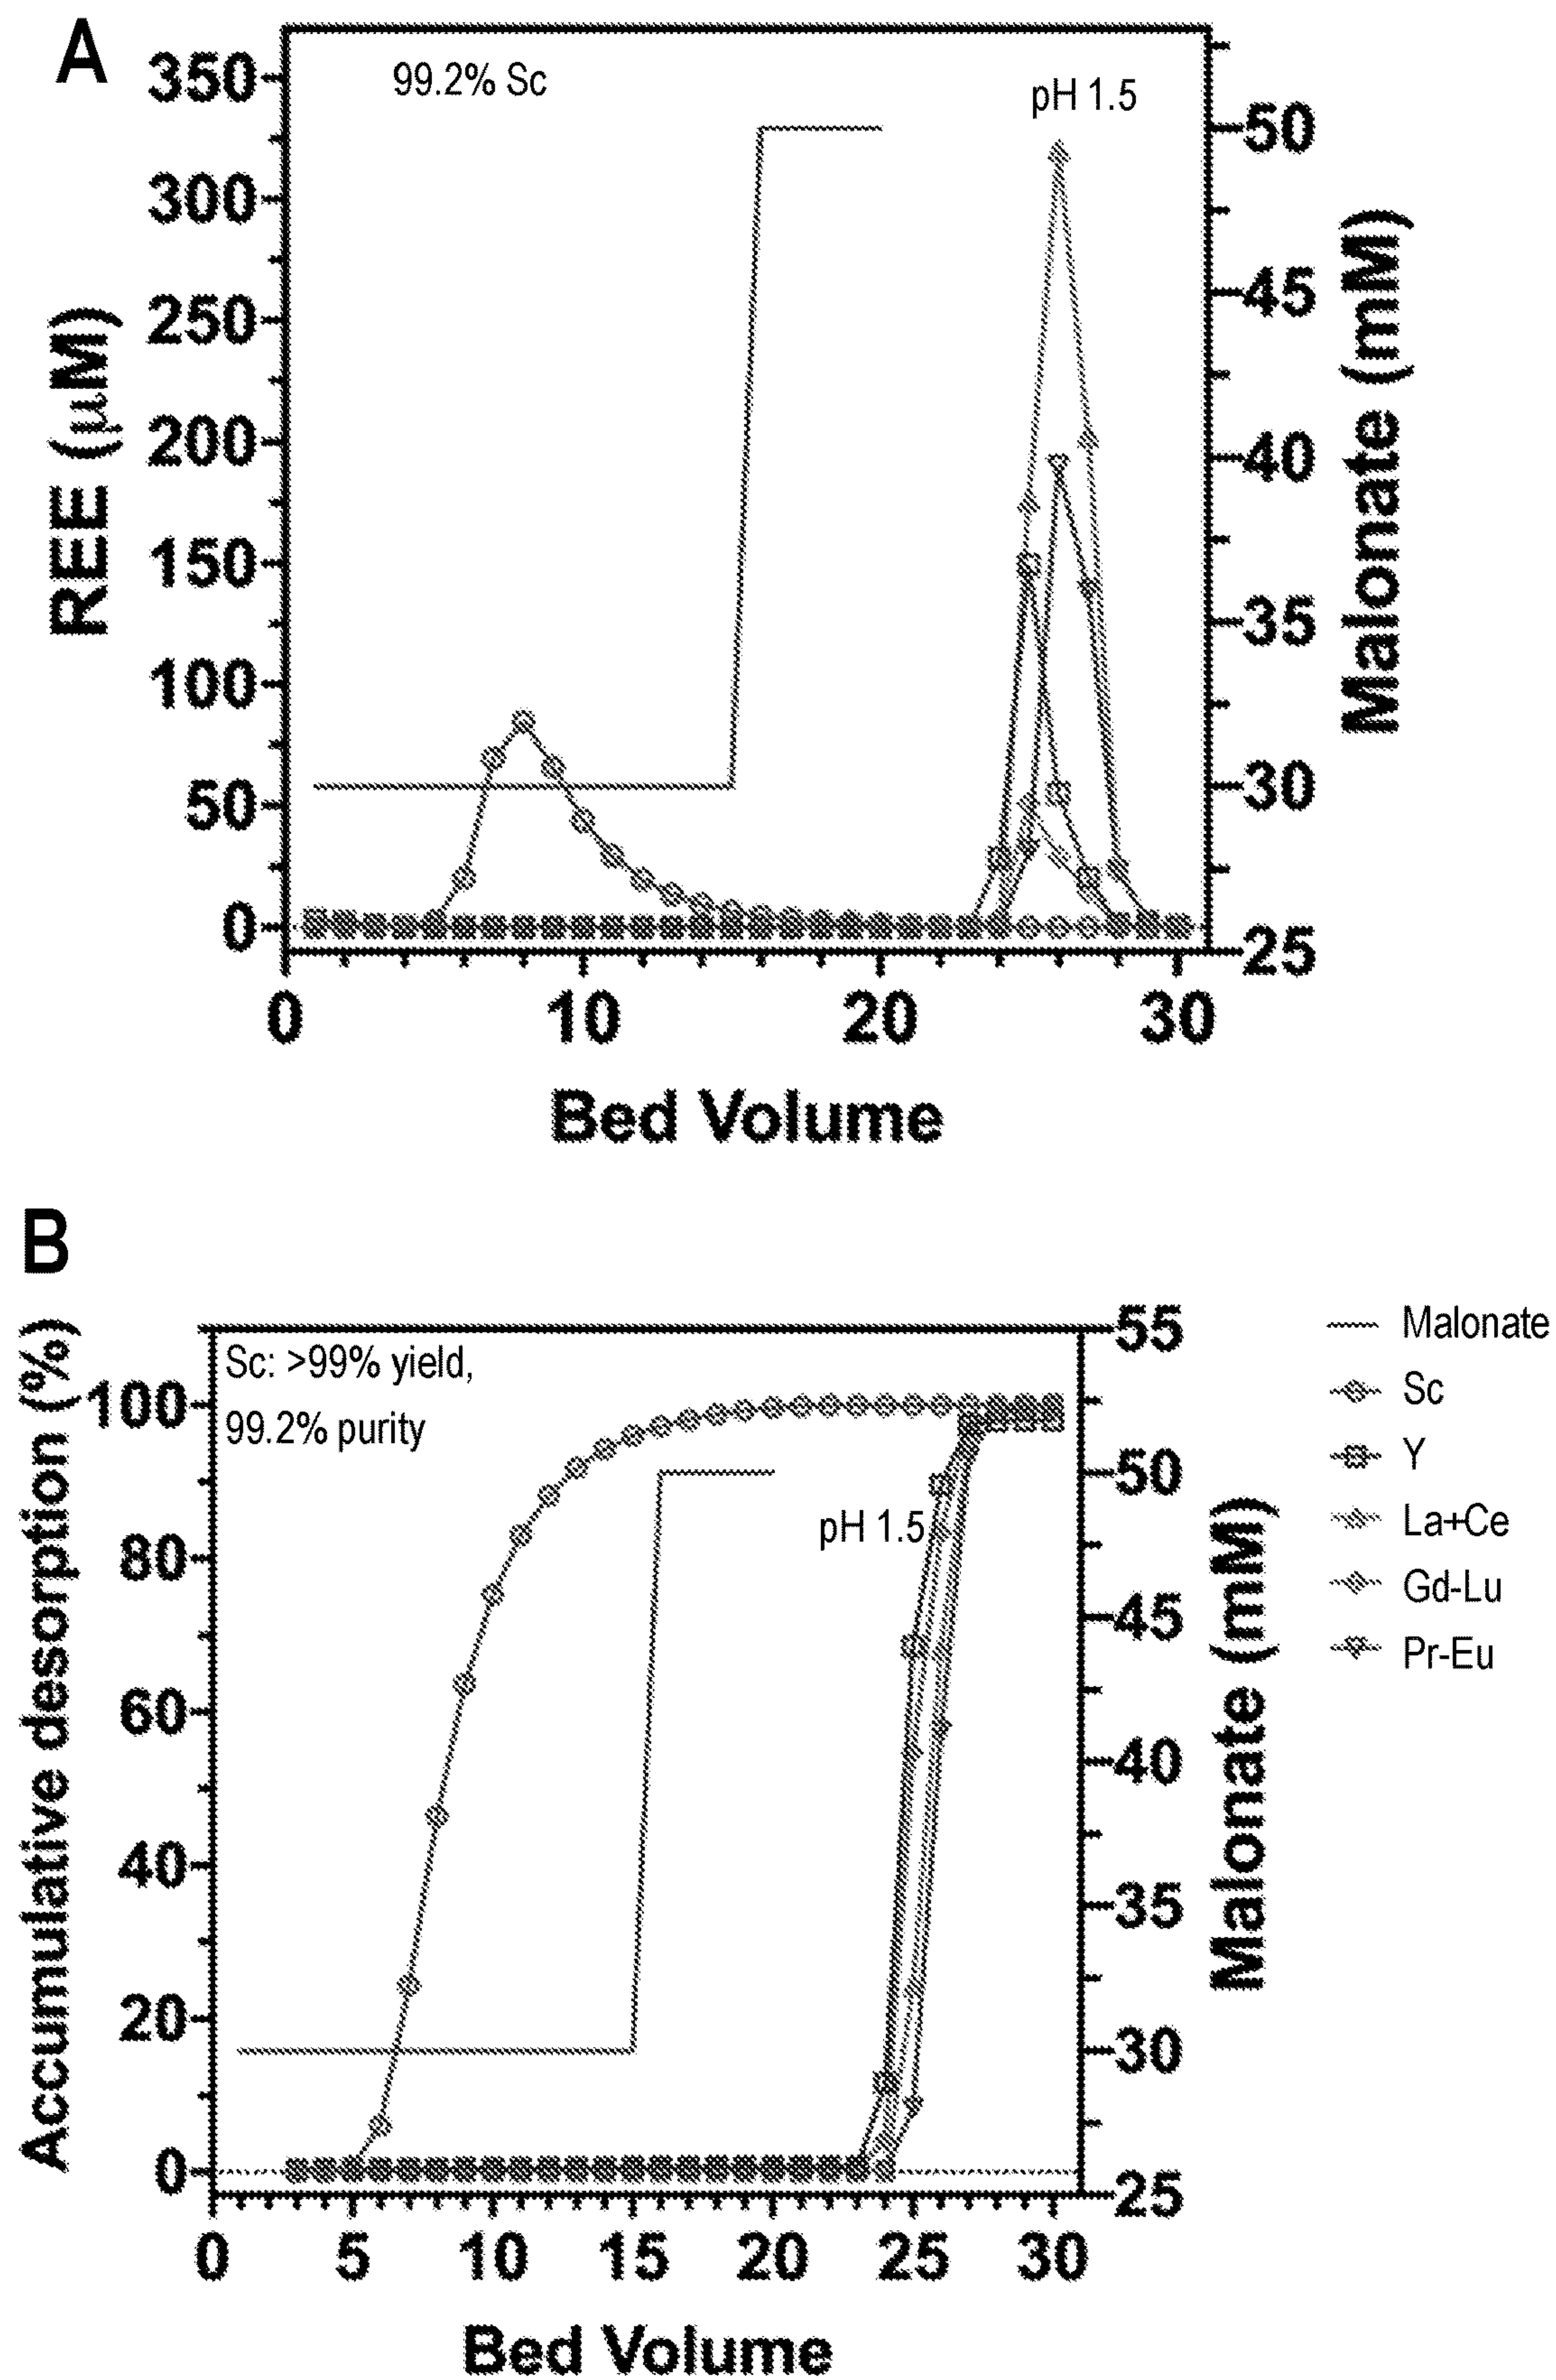 A
99.2% Sc
pH 1.5
350
300
250
200
150
100
50
0
REE (μM)
50
45
40
35
30
25
Malonate (mM)
0 10 20 30
Bed Volume
B
Sc: >99% yield,
99.2% purity
pH 1.5
100
80
60
40
20
0
Accumulative desorption (%)
55
50
45
40
35
30
25
Malonate (mM)
0 5 10 15 20 25 30
Bed Volume
Malonate
Sc
Y
La+Ce
Gd-Lu
Pr-Eu